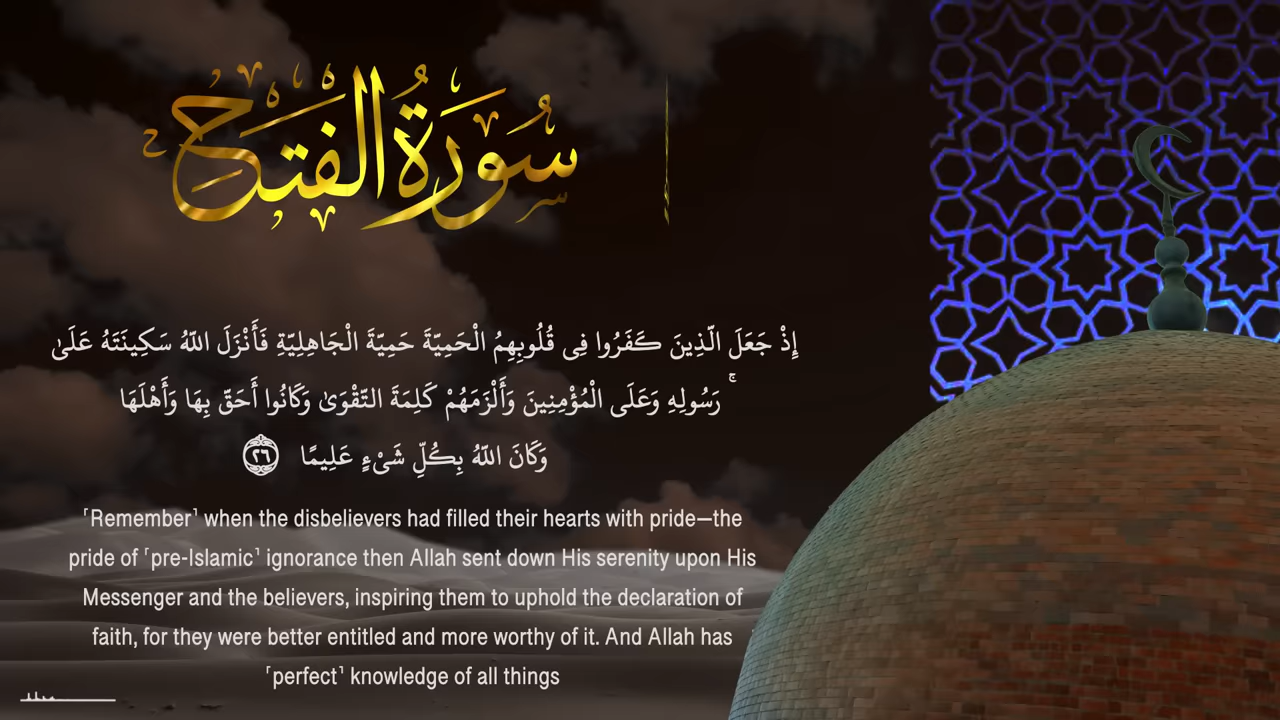 سُورَةُ الْفَتْحِ
إِذْ جَعَلَ الَّذِينَ كَفَرُوا فِى قُلُوبِهِمُ الْحَمِيَّةَ حَمِيَّةَ الْجَاهِلِيَّةِ فَأَنْزَلَ اللَّهُ سَكِينَتَهُ عَلَىٰ
رَسُولِهِ وَعَلَى الْمُؤْمِنِينَ وَأَلْزَمَهُمْ كَلِمَةَ التَّقْوَىٰ وَكَانُوا أَحَقَّ بِهَا وَأَهْلَهَا ۚ
وَكَانَ اللَّهُ بِكُلِّ شَىْءٍ عَلِيمًا ٢٦
˹Remember˺ when the disbelievers had filled their hearts with pride—the
pride of ˹pre-Islamic˺ ignorance then Allah sent down His serenity upon His
Messenger and the believers, inspiring them to uphold the declaration of
faith, for they were better entitled and more worthy of it. And Allah has
˹perfect˺ knowledge of all things